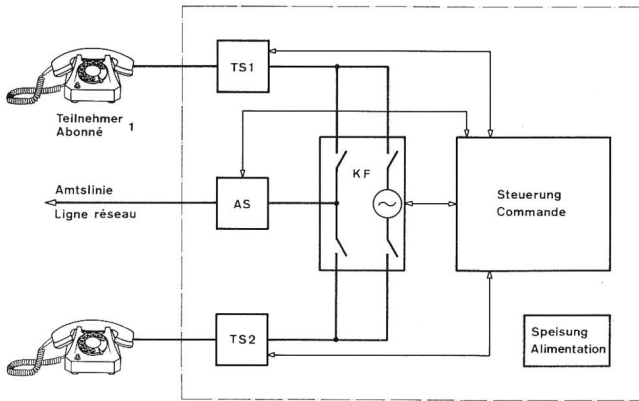 TS1
Teilnehmer
Abonné 1
KF
Amtslinie
Ligne réseau
AS
Steuerung
Commande
TS2
Speisung
Alimentation